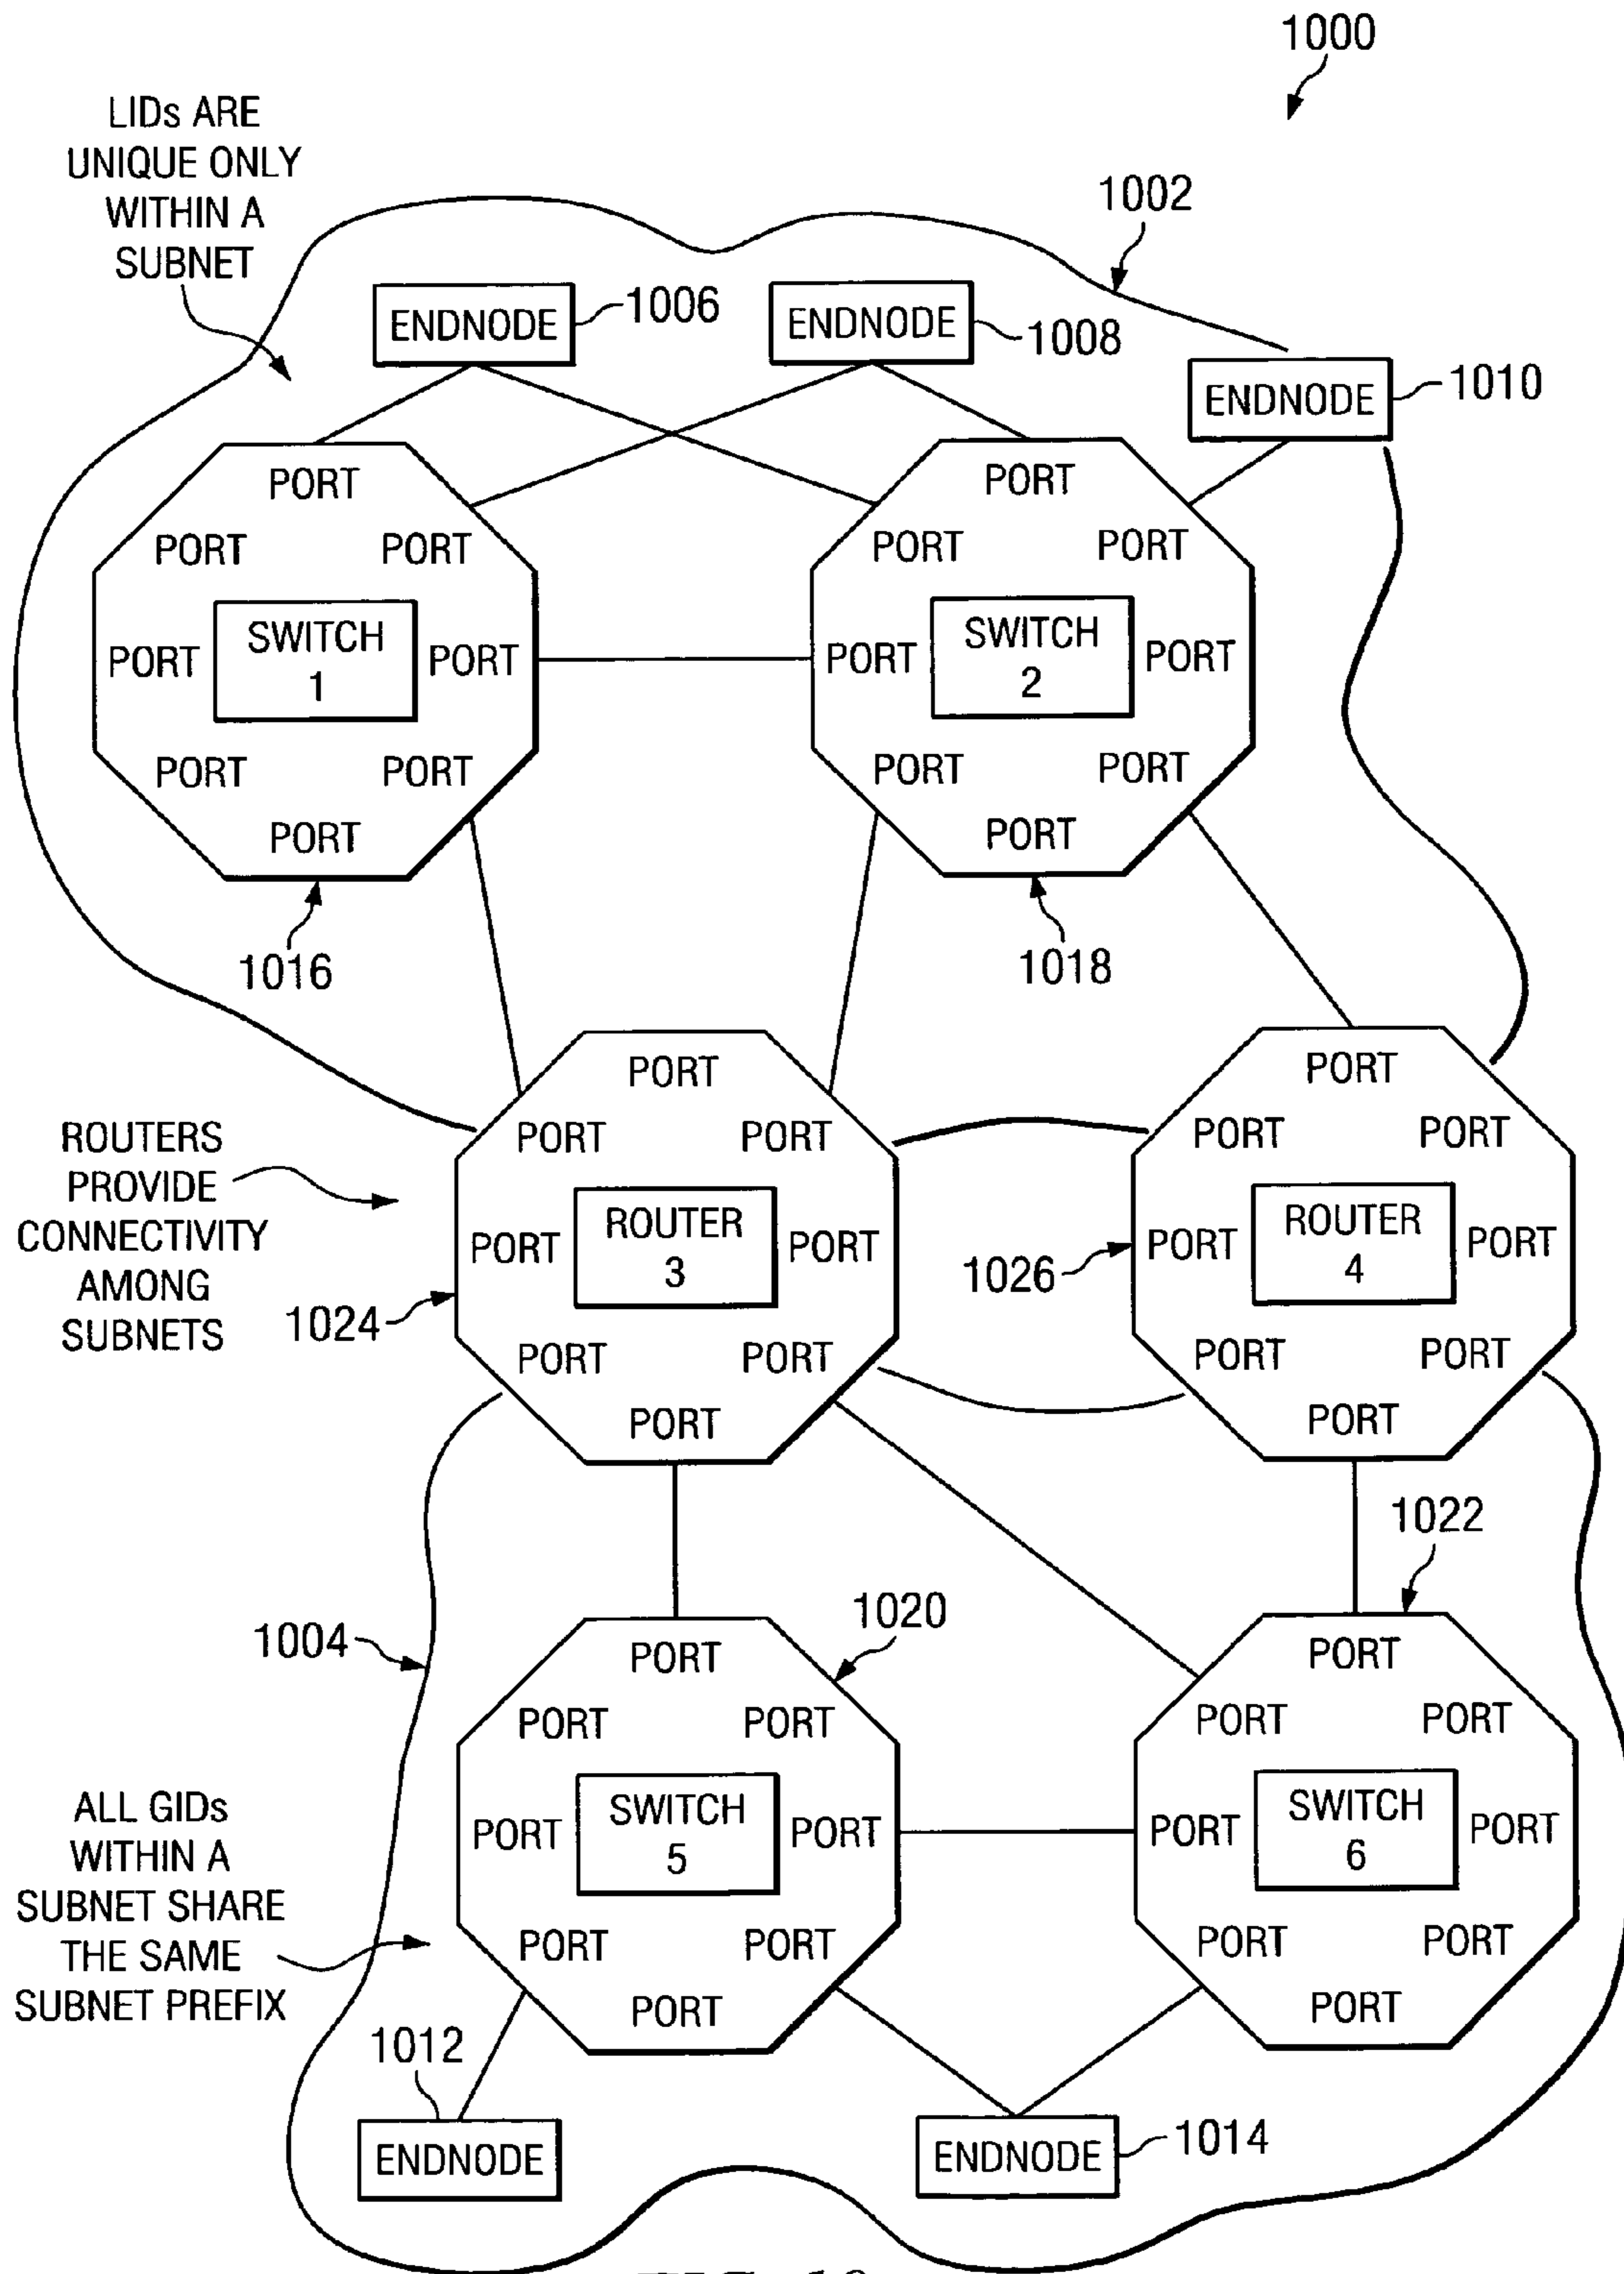 1000
LIDs ARE
UNIQUE ONLY
WITHIN A
SUBNET
1002
ENDNODE
1006
ENDNODE
1008
ENDNODE
1010
PORT
PORT
PORT
PORT
SWITCH
1
PORT
PORT
PORT
PORT
1016
PORT
PORT
PORT
PORT
SWITCH
2
PORT
PORT
PORT
PORT
1018
ROUTERS
PROVIDE
CONNECTIVITY
AMONG
SUBNETS
1024
PORT
PORT
PORT
PORT
ROUTER
3
PORT
PORT
PORT
PORT
1026
PORT
PORT
PORT
PORT
ROUTER
4
PORT
PORT
PORT
PORT
1004
1020
1022
PORT
PORT
PORT
PORT
SWITCH
5
PORT
PORT
PORT
PORT
PORT
PORT
PORT
PORT
SWITCH
6
PORT
PORT
PORT
PORT
ALL GIDs
WITHIN A
SUBNET SHARE
THE SAME
SUBNET PREFIX
1012
ENDNODE
ENDNODE
1014